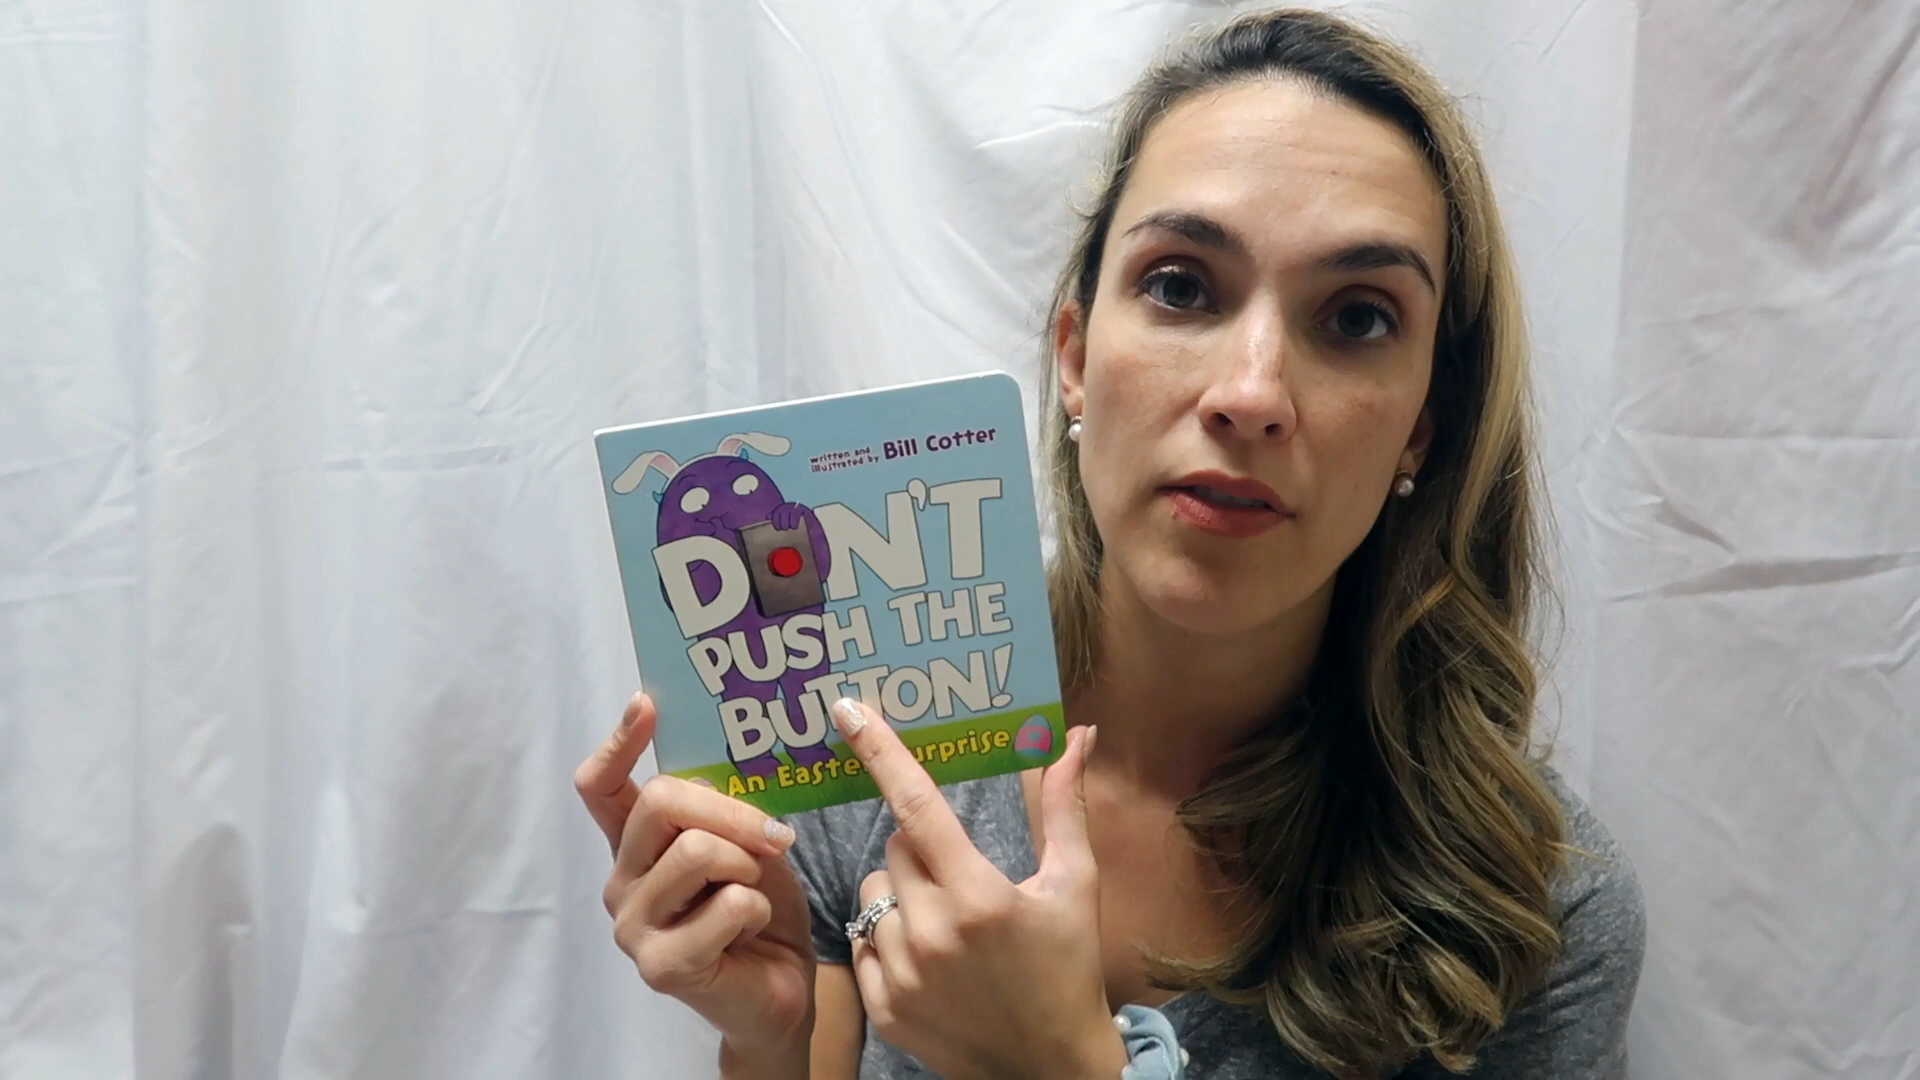 written and
illustrated by Bill Cotter
DON'T
PUSH THE
BUTTON!
An Easter Surprise